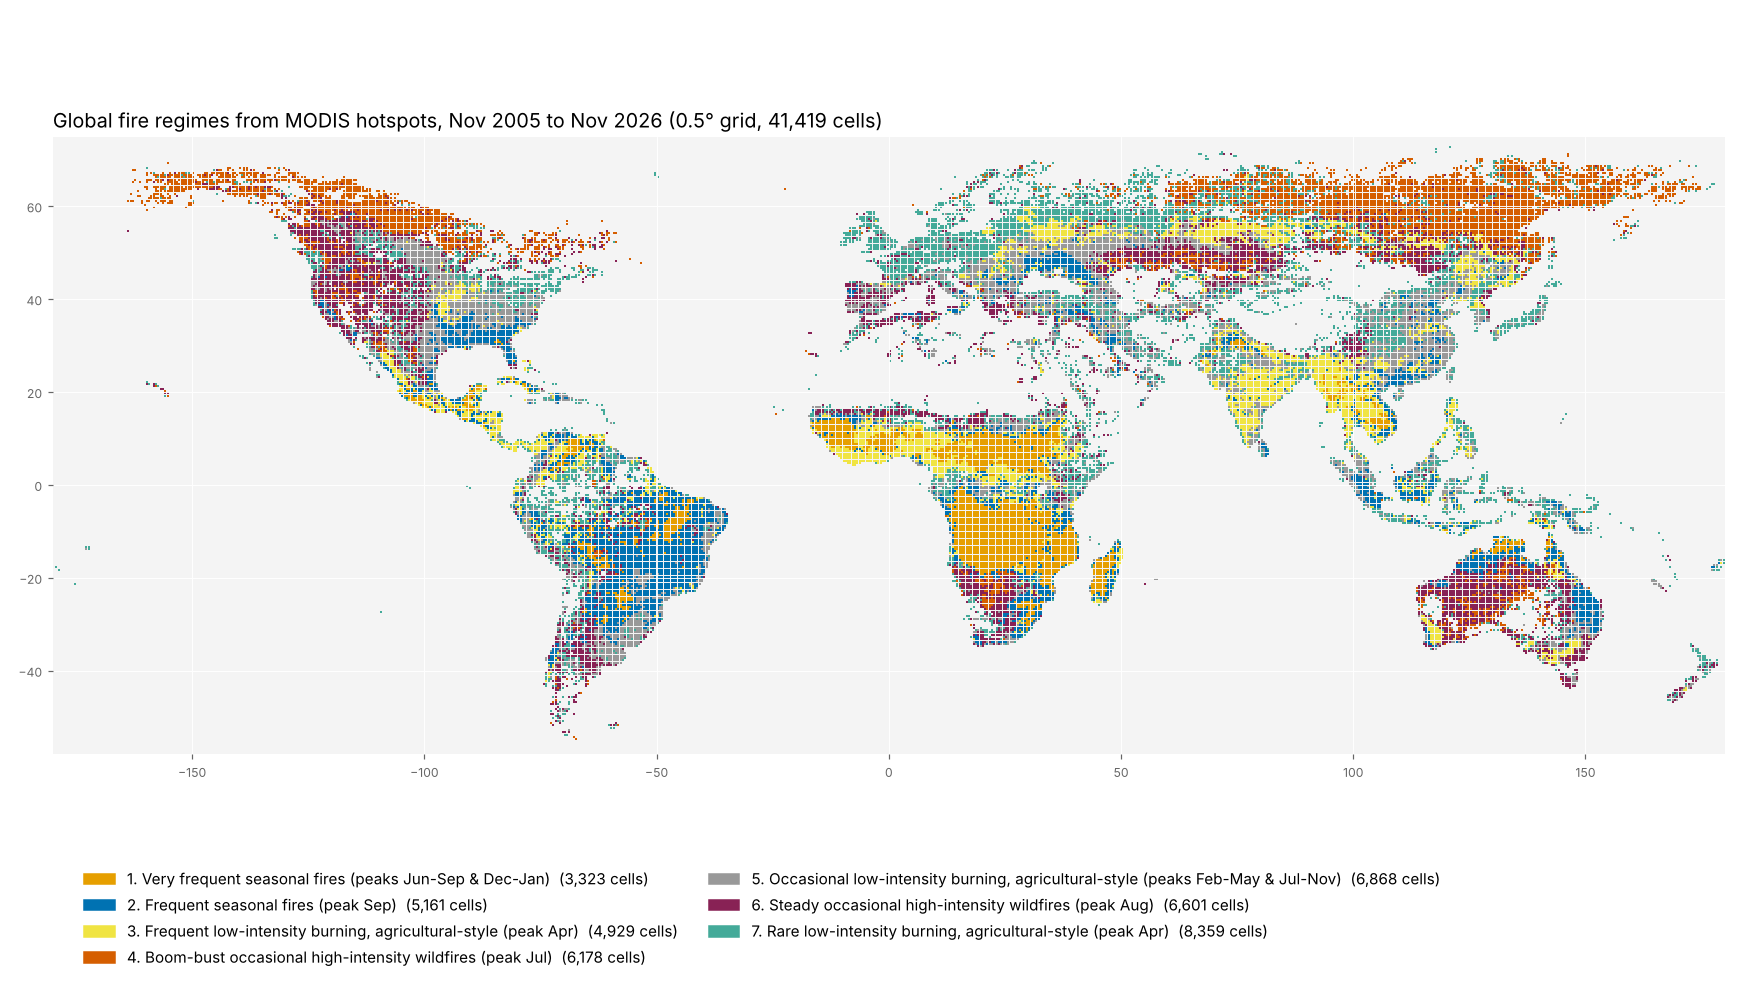 Global fire regimes from MODIS hotspots, Nov 2005 to Nov 2026 (0.5° grid, 41,419 cells)
60
40
20
0
−20
−40
−150
−100
−50
0
50
100
150
1. Very frequent seasonal fires (peaks Jun-Sep & Dec-Jan) (3,323 cells)
2. Frequent seasonal fires (peak Sep) (5,161 cells)
3. Frequent low-intensity burning, agricultural-style (peak Apr) (4,929 cells)
4. Boom-bust occasional high-intensity wildfires (peak Jul) (6,178 cells)
5. Occasional low-intensity burning, agricultural-style (peaks Feb-May & Jul-Nov) (6,868 cells)
6. Steady occasional high-intensity wildfires (peak Aug) (6,601 cells)
7. Rare low-intensity burning, agricultural-style (peak Apr) (8,359 cells)